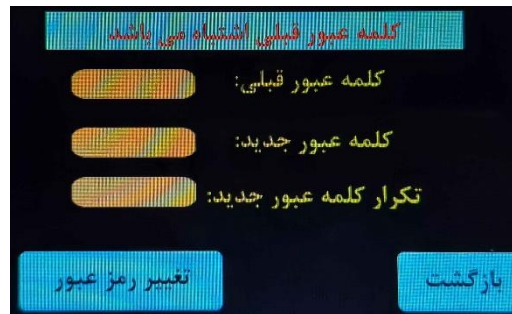 کلمه عبور قبلی اشتباه می باشد
کلمه عبور قبلی:
کلمه عبور جدید:
تکرار کلمه عبور جدید:
بازگشت
تغییر رمز عبور